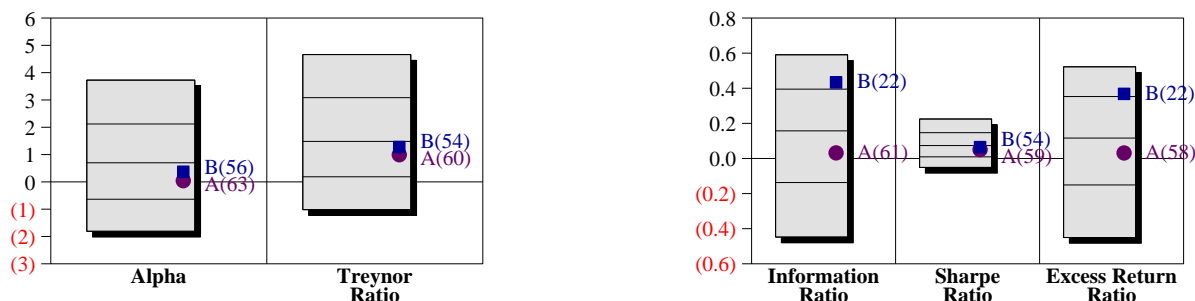 6
5
4
3
2
1
0
(1)
(2)
(3)
B(56)
A(63)
B(54)
A(60)
Alpha
Treynor
Ratio
0.8
0.6
0.4
0.2
0.0
(0.2)
(0.4)
(0.6)
B(22)
A(61)
B(54)
A(59)
B(22)
A(58)
Information
Ratio
Sharpe
Ratio
Excess Return
Ratio